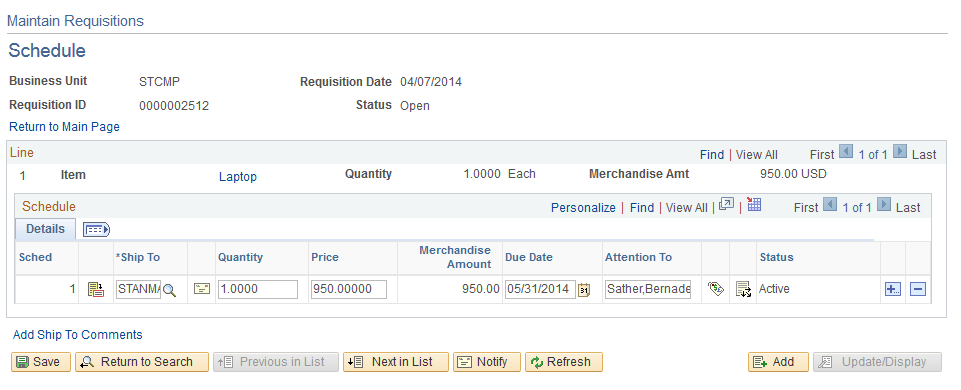 Maintain Requisitions
Schedule
Business Unit STCMP Requisition Date 04/07/2014
Requisition ID 0000002512 Status Open
Return to Main Page
Line Find | View All First 1 of 1 Last
1 Item Laptop Quantity 1.0000 Each Merchandise Amt 950.00 USD
Schedule Personalize | Find | View All | | First 1 of 1 Last
Details
Sched *Ship To Quantity Price Merchandise Amount Due Date Attention To Status
1 STANMA 1.0000 950.00000 950.00 05/31/2014 31 Sather,Bernade Active
Add Ship To Comments
Save Return to Search Previous in List Next in List Notify Refresh Add Update/Display